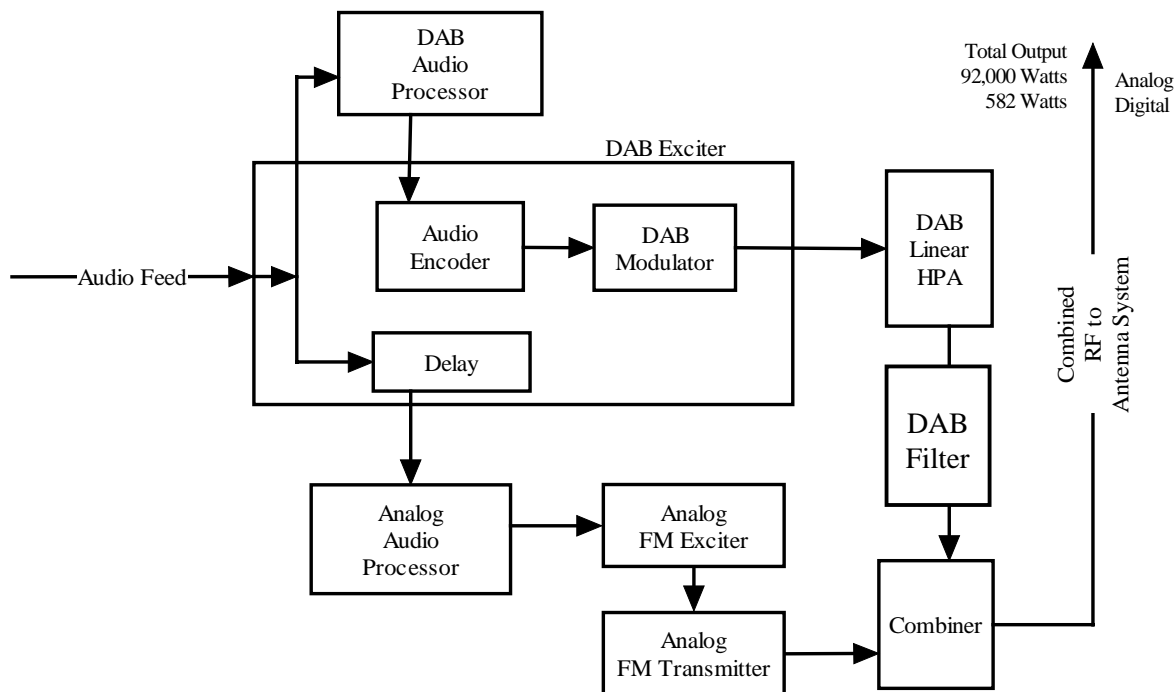 DAB
Audio
Processor
Total Output
92,000 Watts
582 Watts
Analog
Digital
DAB Exciter
Audio
Encoder
DAB
Modulator
DAB
Linear
HPA
Audio Feed
Delay
Combined
RF to
Antenna System
DAB
Filter
Analog
Audio
Processor
Analog
FM Exciter
Analog
FM Transmitter
Combiner